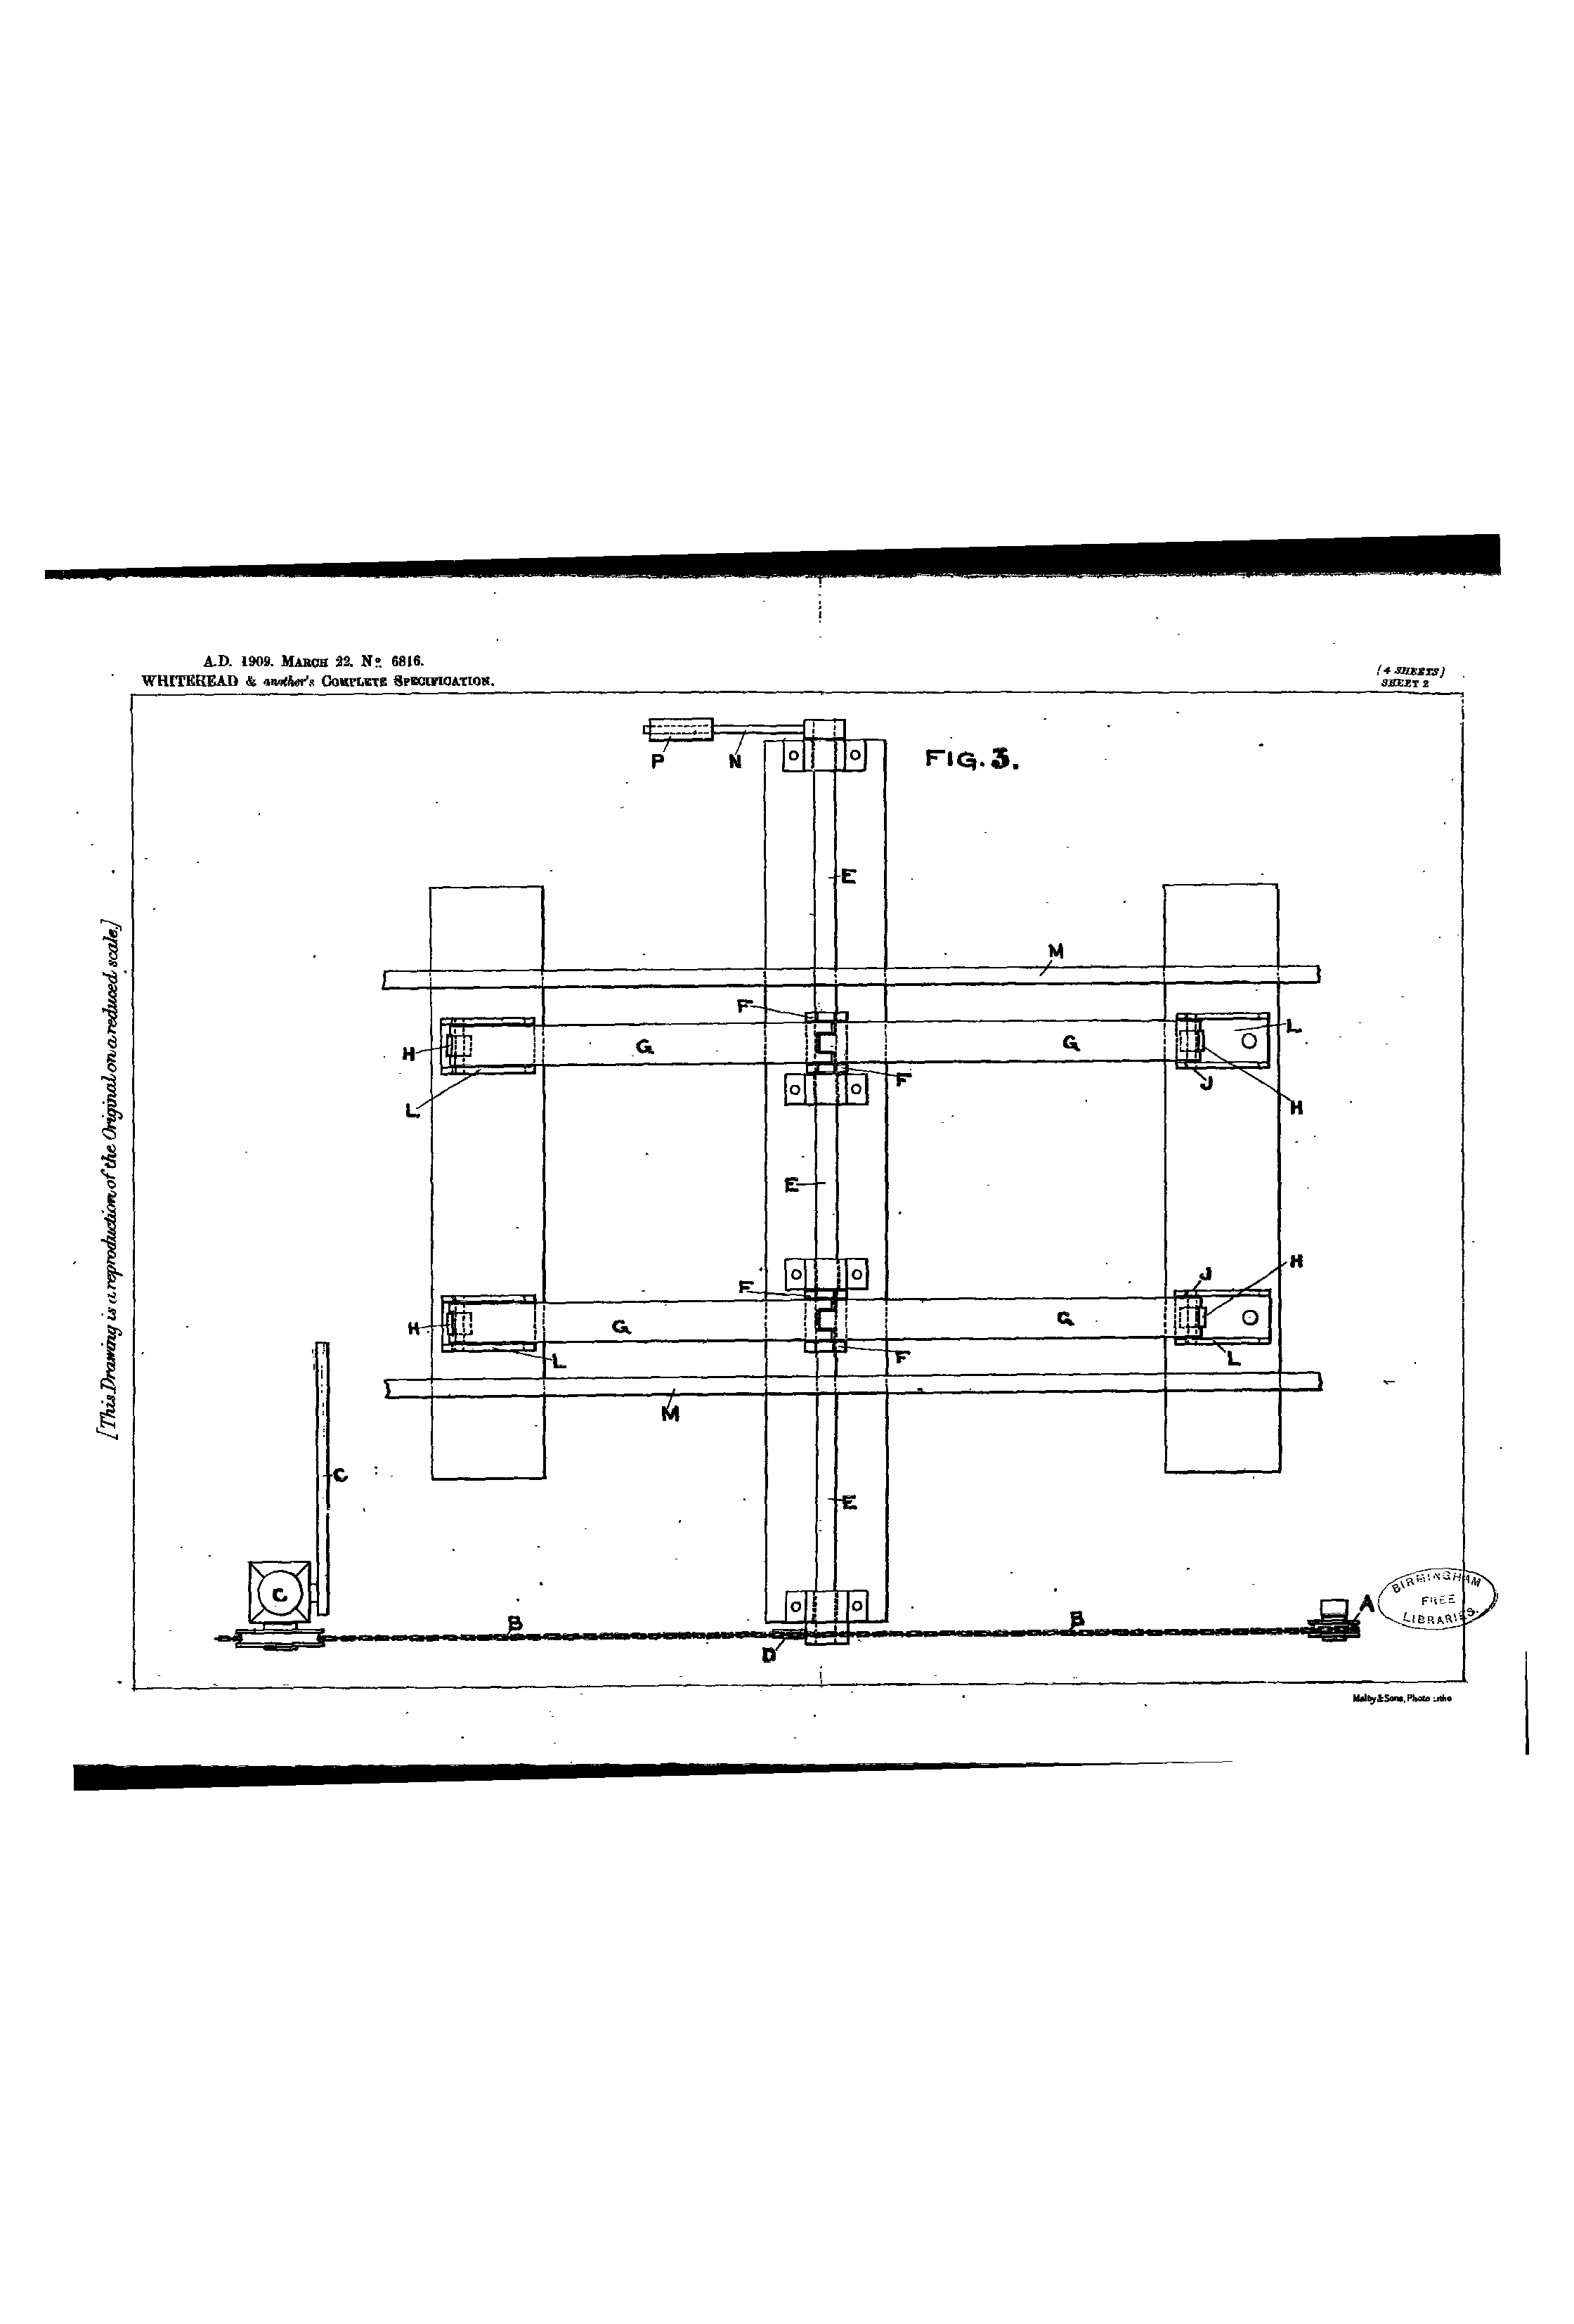 A.D. 1909. MARCH 22. No. 6816.
WHITEHEAD & another's COMPLETE SPECIFICATION.
(4 SHEETS)
SHEET 2
FIG. 3.
P
N
E
M
F
H
G
G
L
L
F
J
H
E
H
J
F
H
G
G
L
F
L
M
C
E
C
B
B
A
D
BIRMINGHAM
FREE
LIBRARIES.
[This Drawing is a reproduction of the Original on a reduced scale.]
Malby & Sons, Photo-Litho